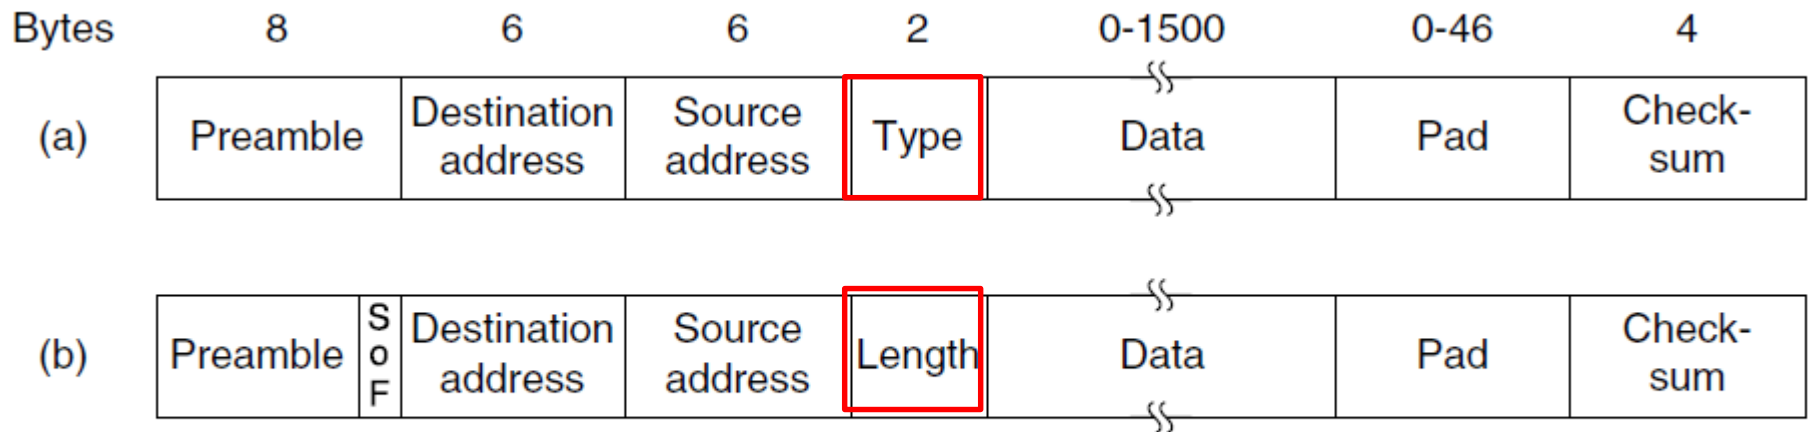 Bytes 8 6 6 2 0-1500 0-46 4
(a) Preamble Destination address Source address Type Data Pad Check-sum
(b) Preamble SoF Destination address Source address Length Data Pad Check-sum